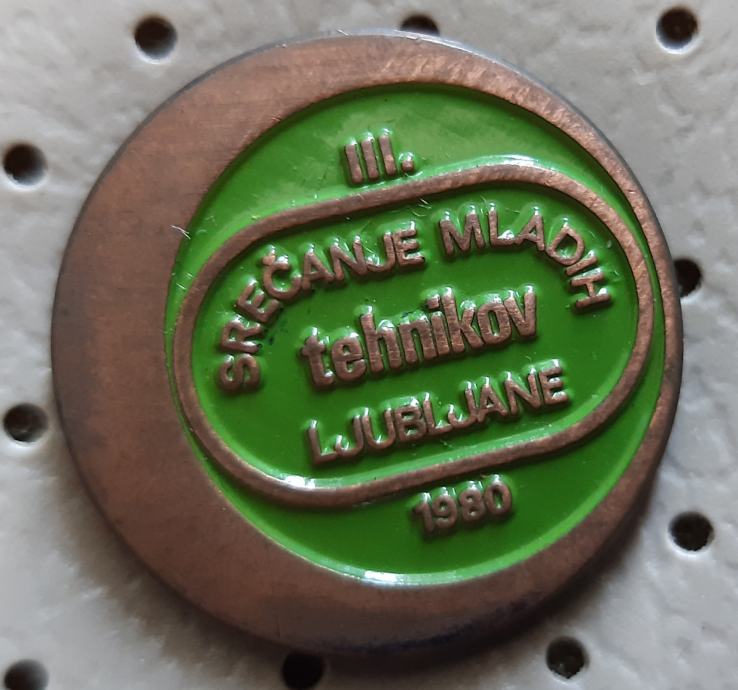 III.
SREČANJE MLADIH
tehnikov
LJUBLJANE
1980